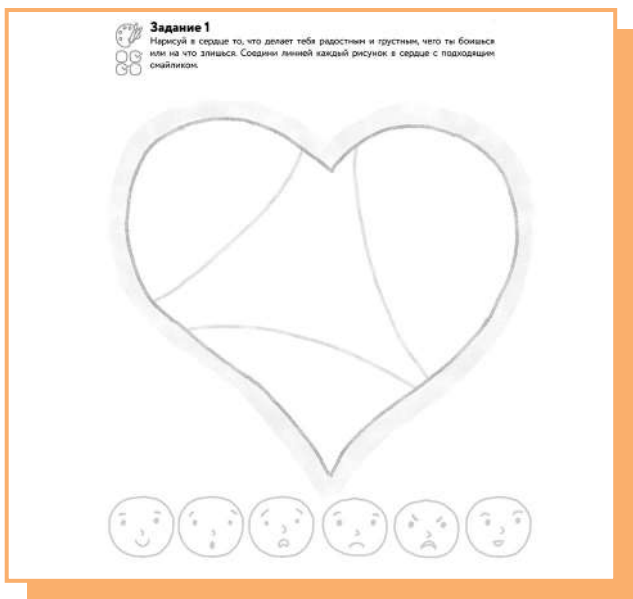 Задание 1
Нарисуй в сердце то, что делает тебя радостным и грустным, чего ты боишься
или на что злишься. Соедини линией каждый рисунок в сердце с подходящим
смайликом.